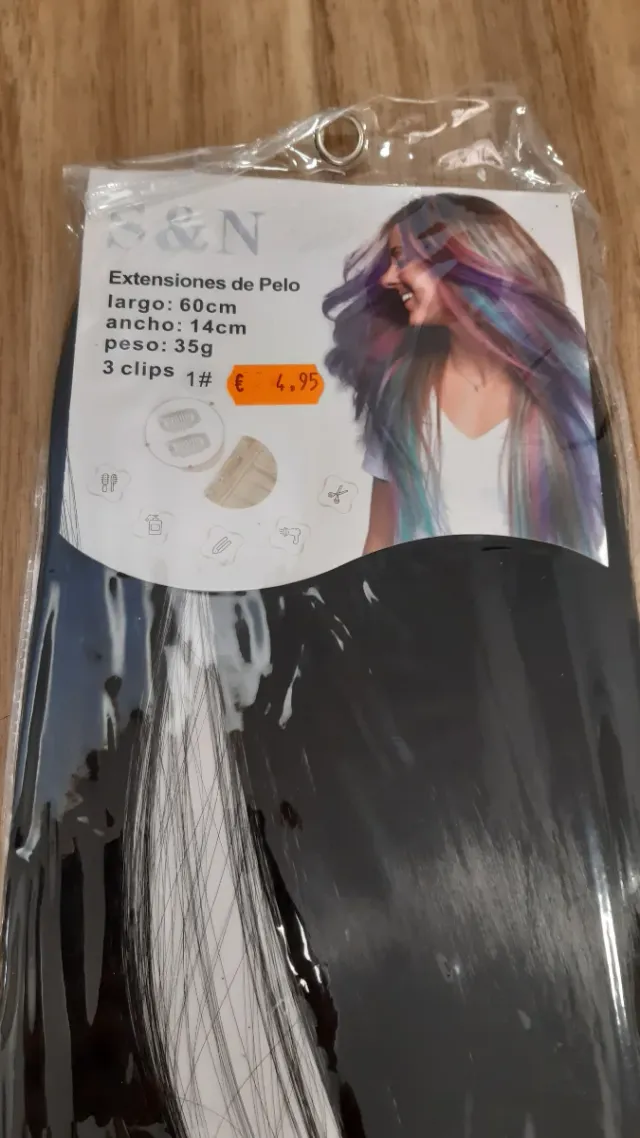 S&N
Extensiones de Pelo
largo: 60cm
ancho: 14cm
peso: 35g
3 clips 1#
€ 4.95